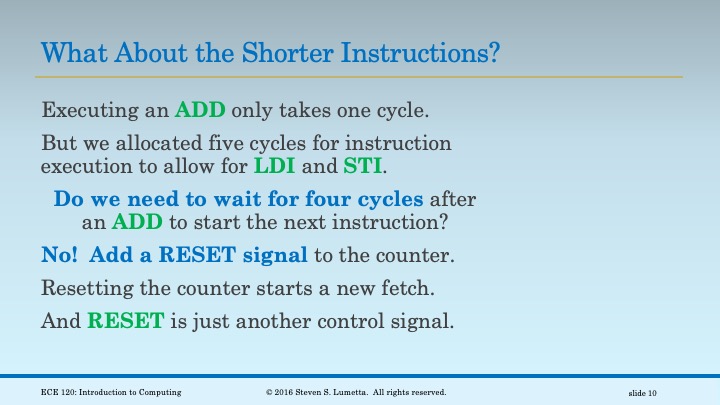 What About the Shorter Instructions?
Executing an ADD only takes one cycle.
But we allocated five cycles for instruction
execution to allow for LDI and STI.
Do we need to wait for four cycles after
an ADD to start the next instruction?
No!  Add a RESET signal to the counter.
Resetting the counter starts a new fetch.
And RESET is just another control signal.
ECE 120: Introduction to Computing
© 2016 Steven S. Lumetta.  All rights reserved.
slide 10